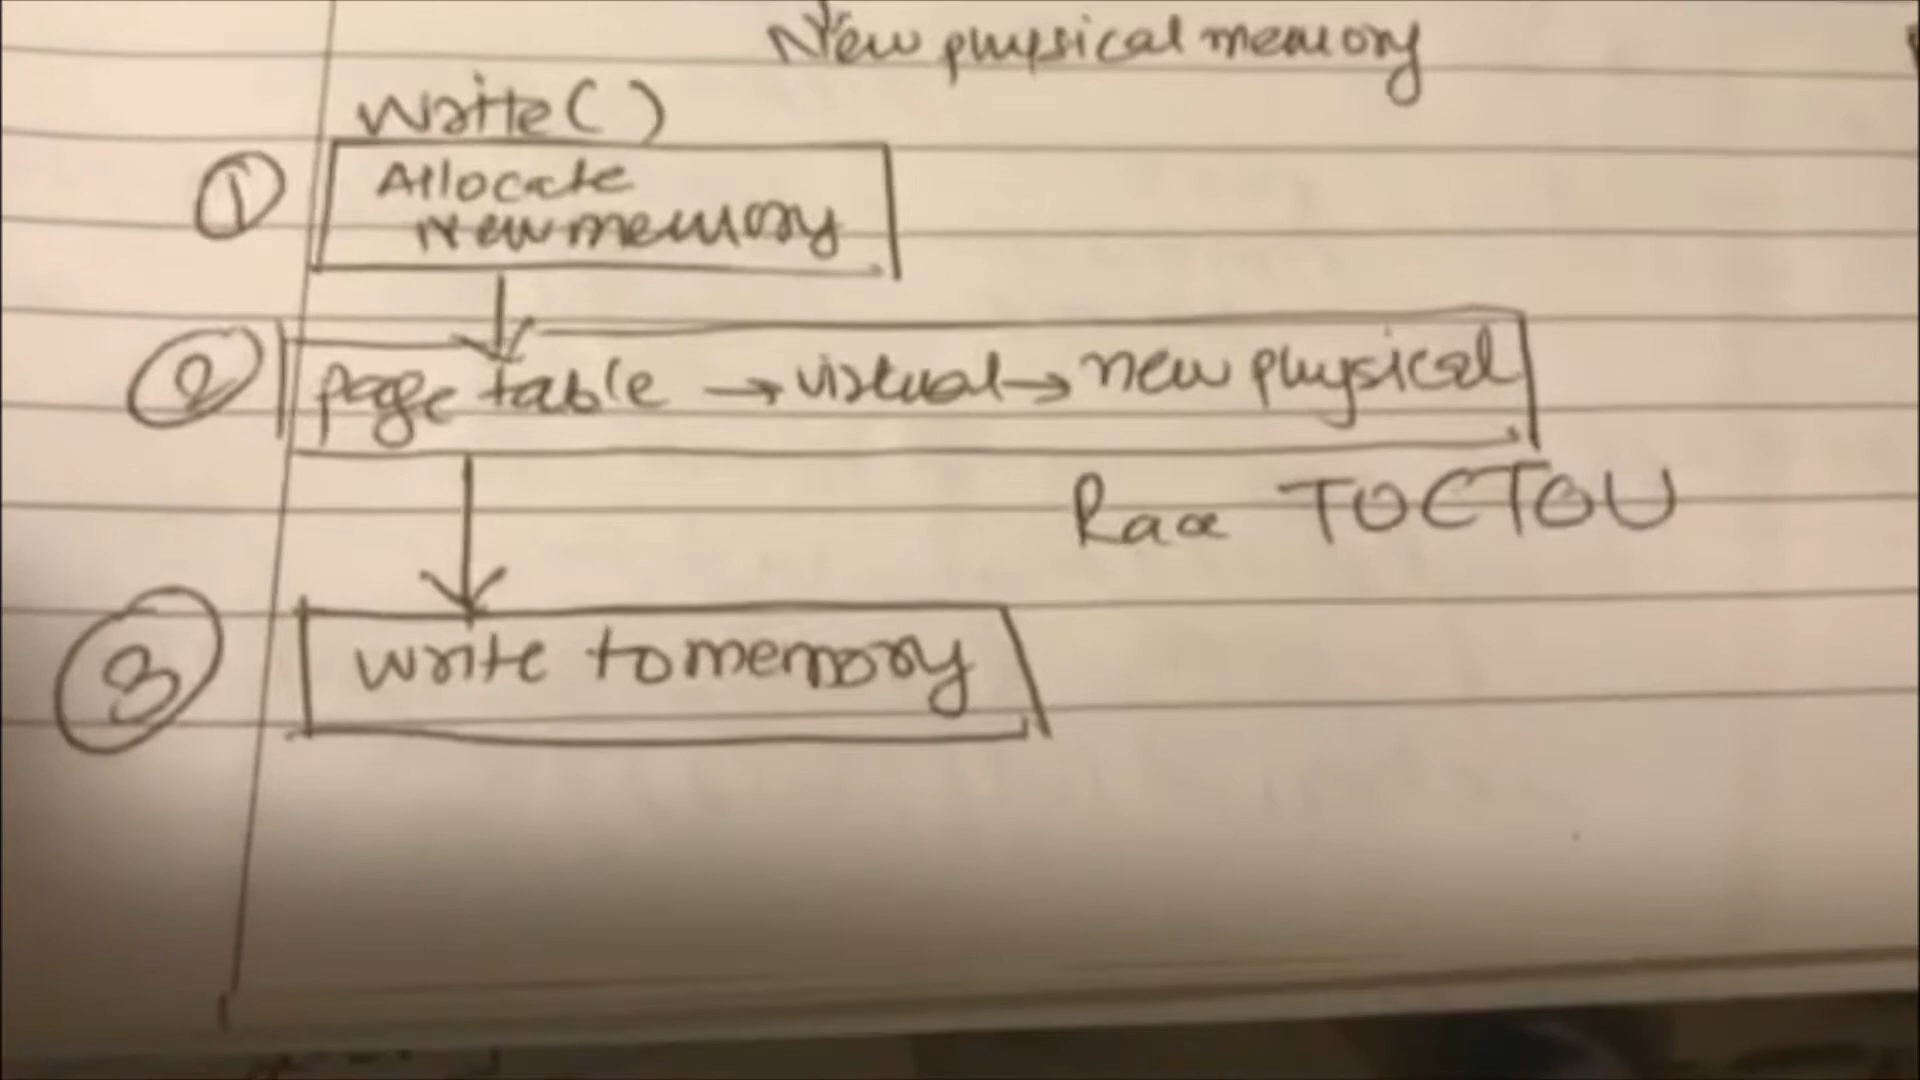 New physical memory
write()
① Allocate
new memory
② page table → virtual → new physical
Race TOCTOU
③ write to memory